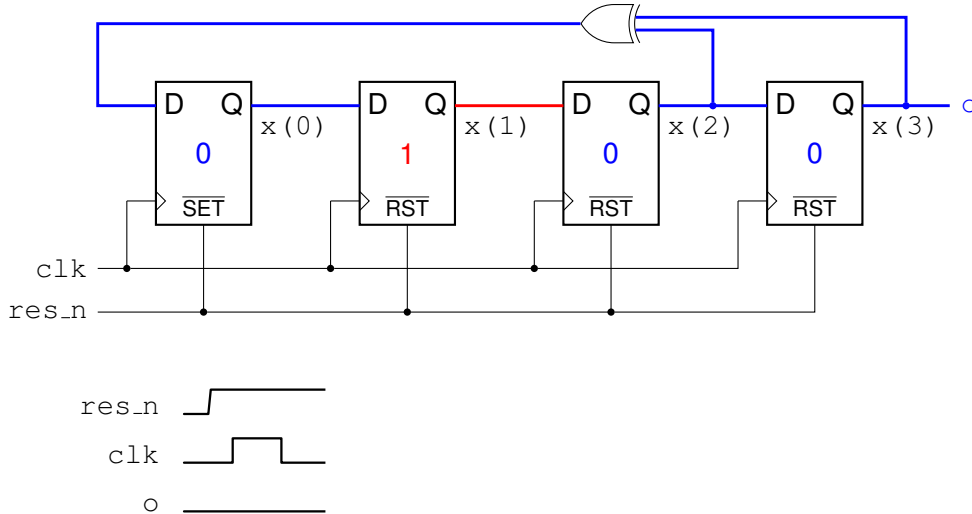 D Q D Q D Q D Q o
x(0) x(1) x(2) x(3)
0 1 0 0
SET RST RST RST
clk
res_n
res_n
clk
o